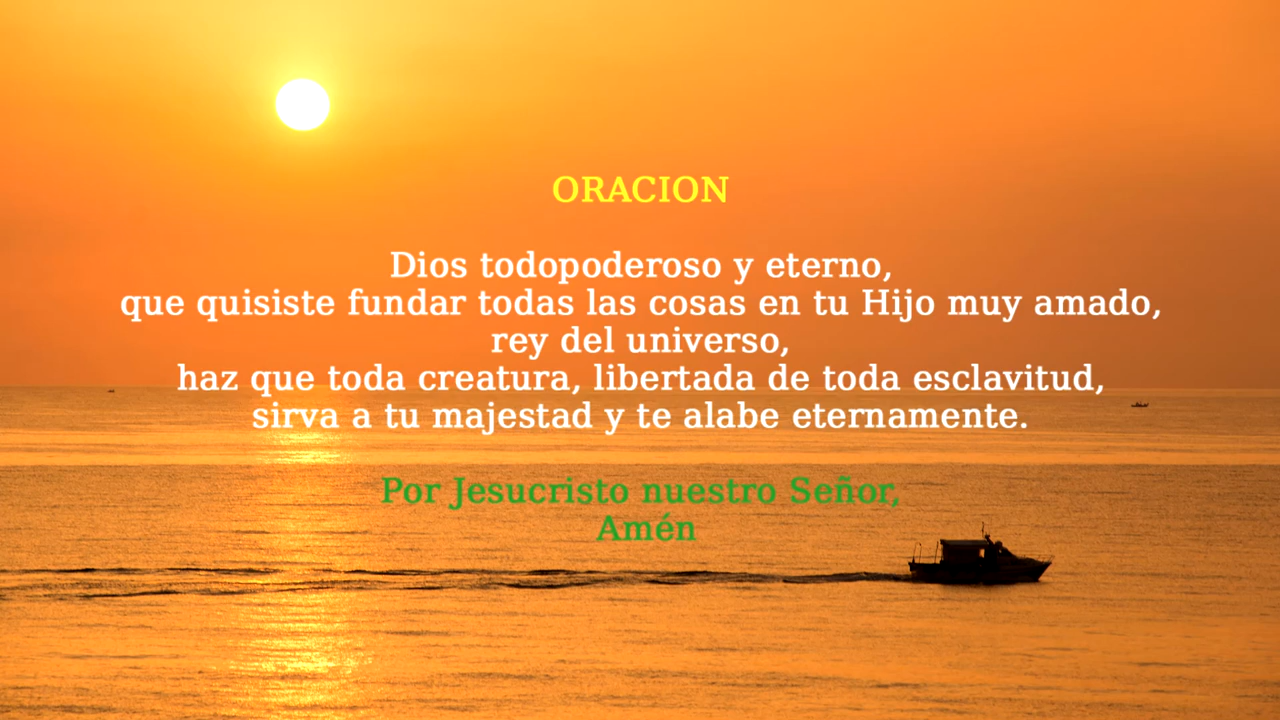 ORACION
Dios todopoderoso y eterno,
que quisiste fundar todas las cosas en tu Hijo muy amado,
rey del universo,
haz que toda creatura, libertada de toda esclavitud,
sirva a tu majestad y te alabe eternamente.
Por Jesucristo nuestro Señor,
Amén